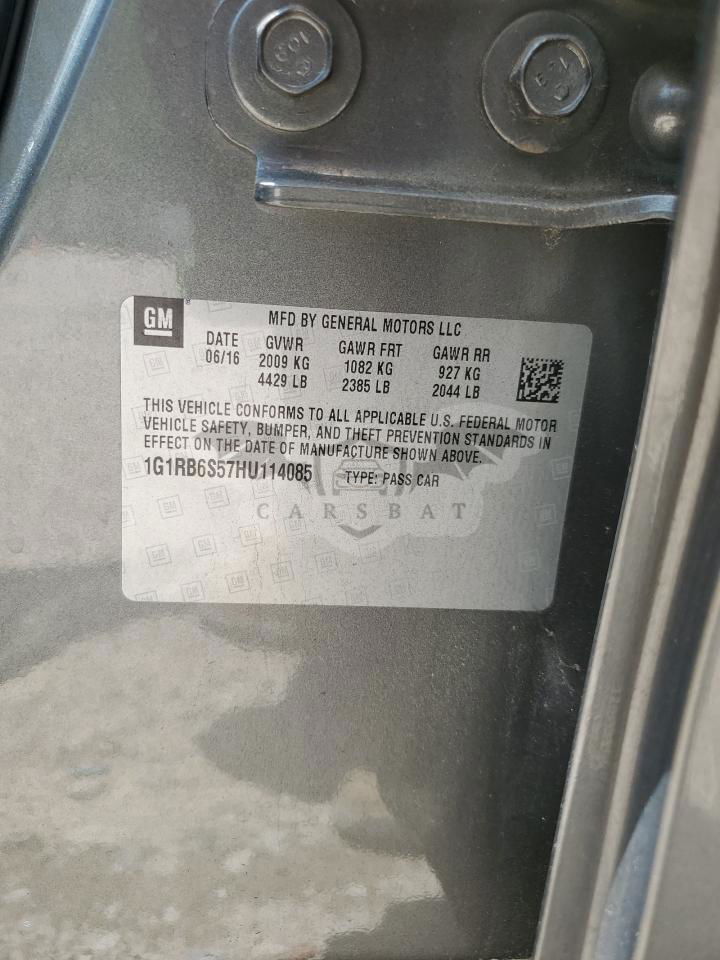 GM
MFD BY GENERAL MOTORS LLC
DATE GVWR GAWR FRT GAWR RR
06/16 2009 KG 1082 KG 927 KG
4429 LB 2385 LB 2044 LB
THIS VEHICLE CONFORMS TO ALL APPLICABLE U.S. FEDERAL MOTOR
VEHICLE SAFETY, BUMPER, AND THEFT PREVENTION STANDARDS IN
EFFECT ON THE DATE OF MANUFACTURE SHOWN ABOVE.
1G1RB6S57HU114085 TYPE: PASS CAR
CARSBAT